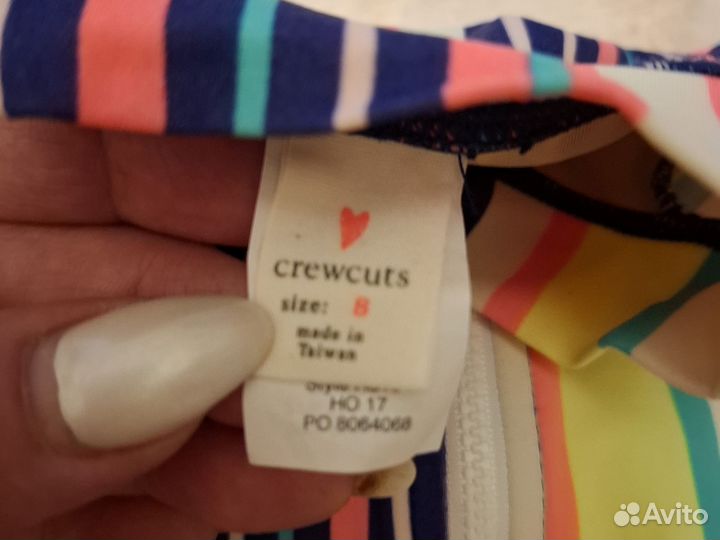 crewcuts
size: 8
made in
Taiwan
HO 17
PO 8064068
Avito